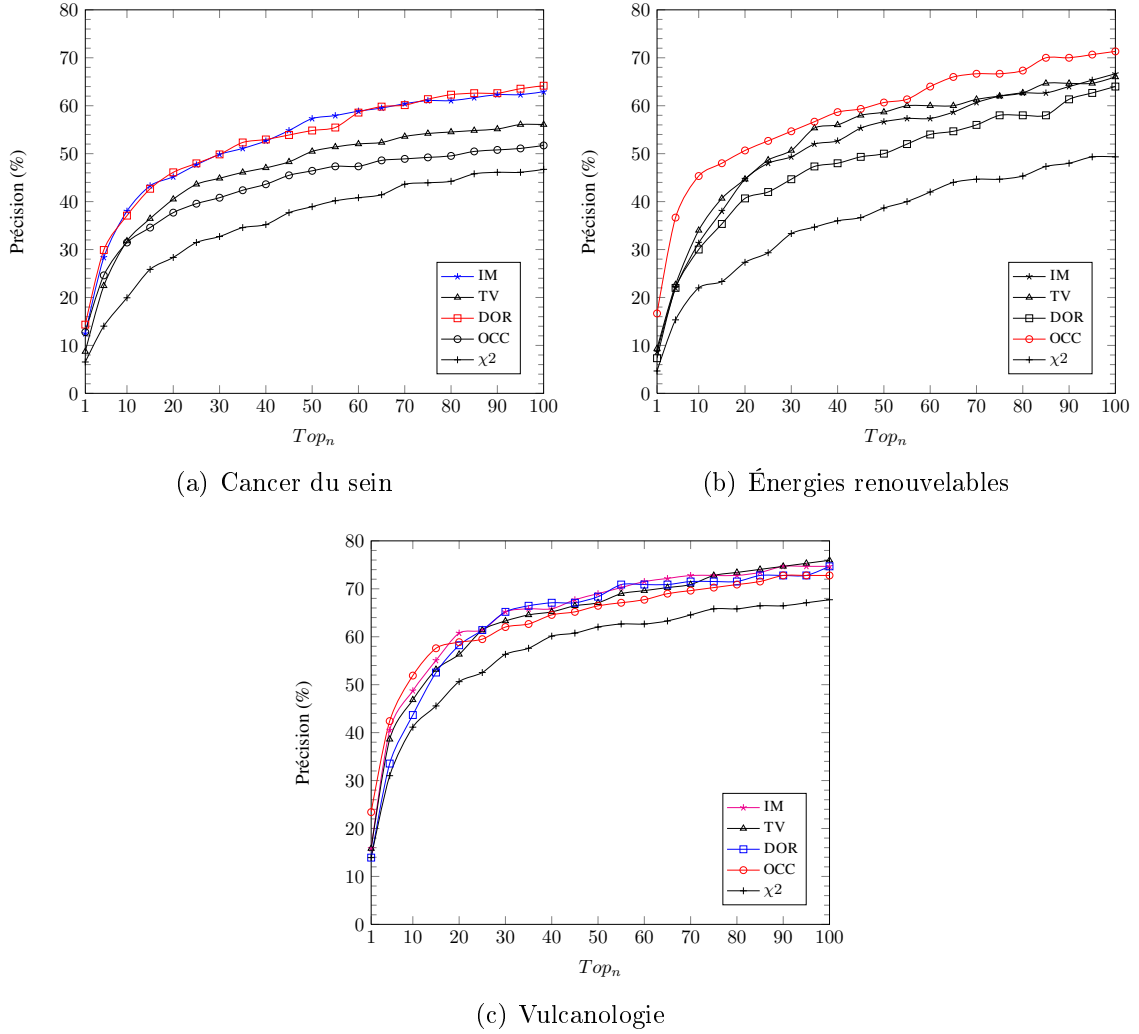 80
70
60
50
40
30
20
10
0
Précision (%)
1 10 20 30 40 50 60 70 80 90 100
Top_n
IM
TV
DOR
OCC
χ2
(a) Cancer du sein
80
70
60
50
40
30
20
10
0
Précision (%)
1 10 20 30 40 50 60 70 80 90 100
Top_n
IM
TV
DOR
OCC
χ2
(b) Énergies renouvelables
80
70
60
50
40
30
20
10
0
Précision (%)
1 10 20 30 40 50 60 70 80 90 100
Top_n
IM
TV
DOR
OCC
χ2
(c) Vulcanologie